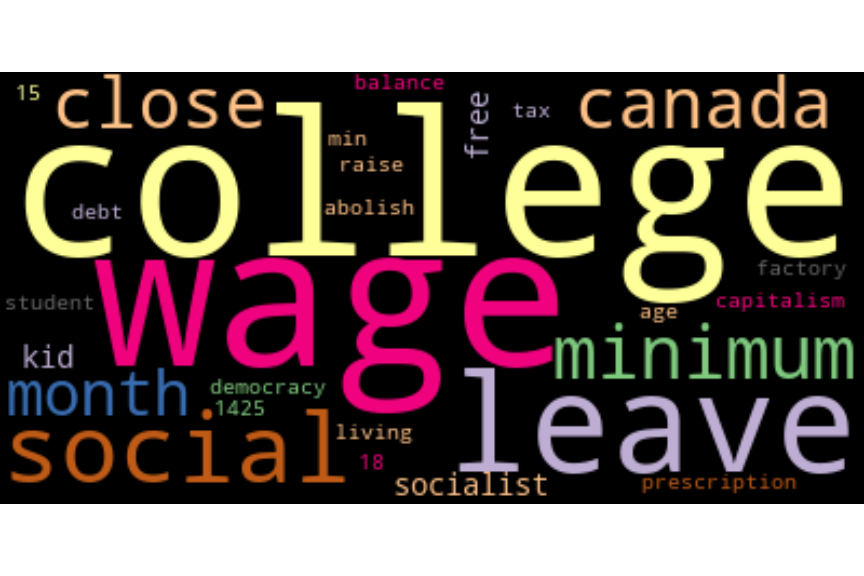 balance
15
close
free
tax
canada
college
min
raise
abolish
debt
wage
factory
student
capitalism
age
kid
minimum
month
democracy
1425
leave
social
living
18
socialist
prescription